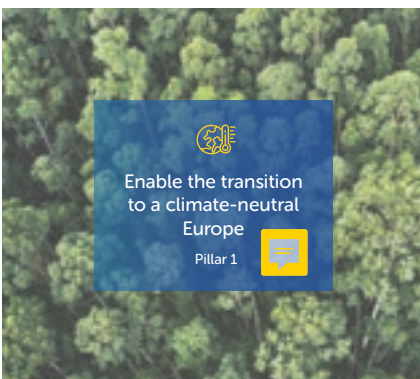 Enable the transition
to a climate-neutral
Europe
Pillar 1